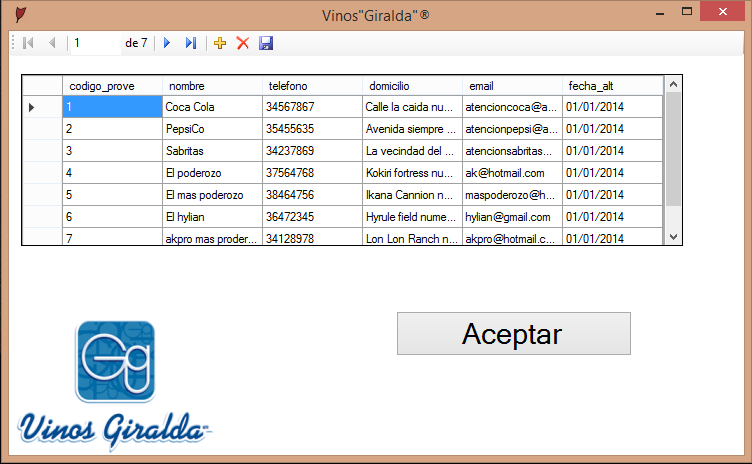 Vinos"Giralda"®
1 de 7
codigo_prove nombre telefono domicilio email fecha_alt
1 Coca Cola 34567867 Calle la caida nu... atencioncoca@a... 01/01/2014
2 PepsiCo 35455635 Avenida siempre ... atencionpepsi@a... 01/01/2014
3 Sabritas 34237869 La vecindad del ... atencionsabritas... 01/01/2014
4 El poderozo 37564768 Kokiri fortress nu... ak@hotmail.com 01/01/2014
5 El mas poderozo 38464756 Ikana Cannion n... maspoderozo@h... 01/01/2014
6 El hylian 36472345 Hyrule field nume... hylian@gmail.com 01/01/2014
7 akpro mas proder... 34128978 Lon Lon Ranch n... akpro@hotmail.c... 01/01/2014
Aceptar
Gg
Vinos Giralda